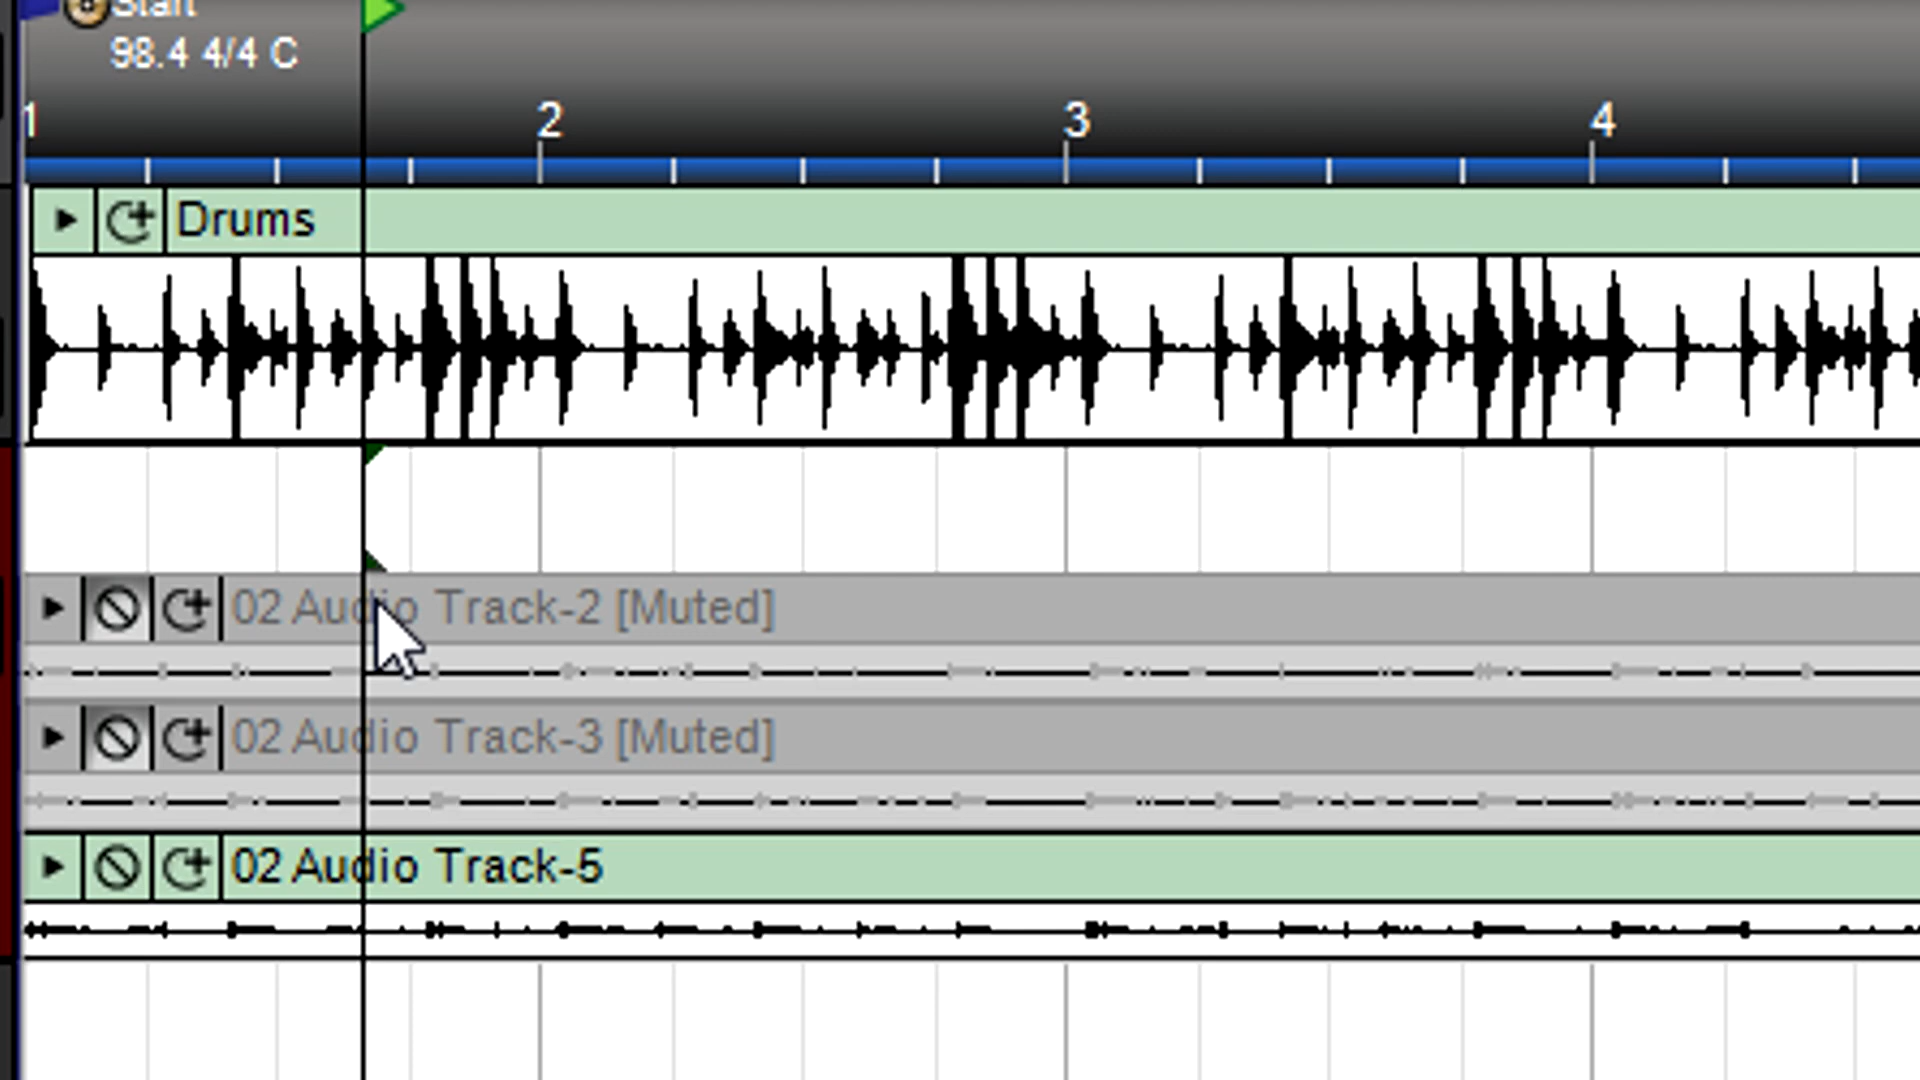 Start
98.4 4/4 C
1 2 3 4
Drums
02 Audio Track-2 [Muted]
02 Audio Track-3 [Muted]
02 Audio Track-5